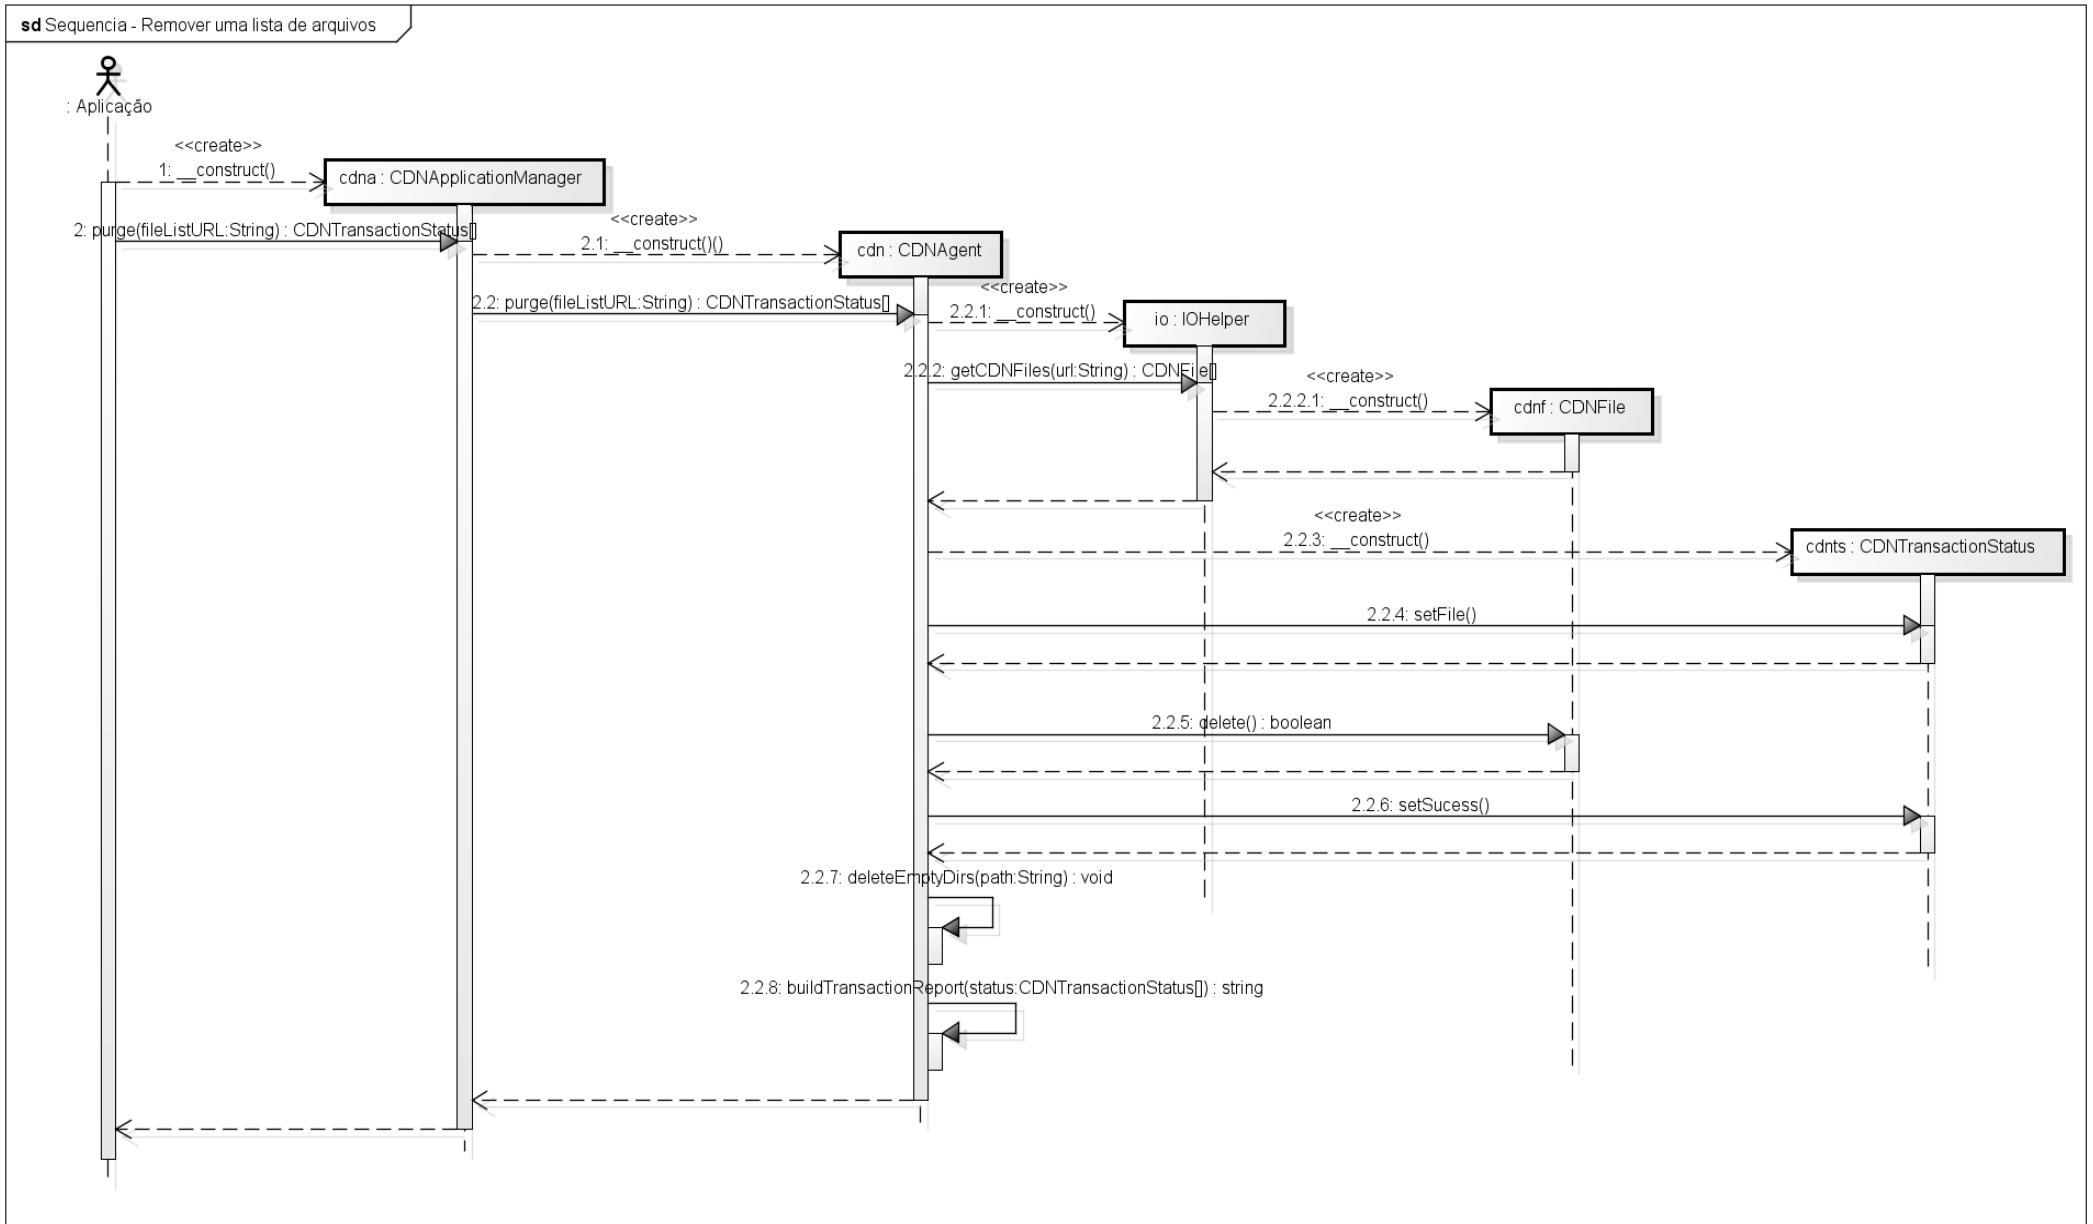 sd Sequencia - Remover uma lista de arquivos
: Aplicação
<<create>>
1: __construct()
cdna : CDNApplicationManager
2: purge(fileListURL:String) : CDNTransactionStatus[]
<<create>>
2.1: __construct()()
cdn : CDNAgent
2.2: purge(fileListURL:String) : CDNTransactionStatus[]
<<create>>
2.2.1: __construct()
io : IOHelper
2.2.2: getCDNFiles(url:String) : CDNFile[]
<<create>>
2.2.2.1: __construct()
cdnf : CDNFile
<<create>>
2.2.3: __construct()
cdnts : CDNTransactionStatus
2.2.4: setFile()
2.2.5: delete() : boolean
2.2.6: setSucess()
2.2.7: deleteEmptyDirs(path:String) : void
2.2.8: buildTransactionReport(status:CDNTransactionStatus[]) : string